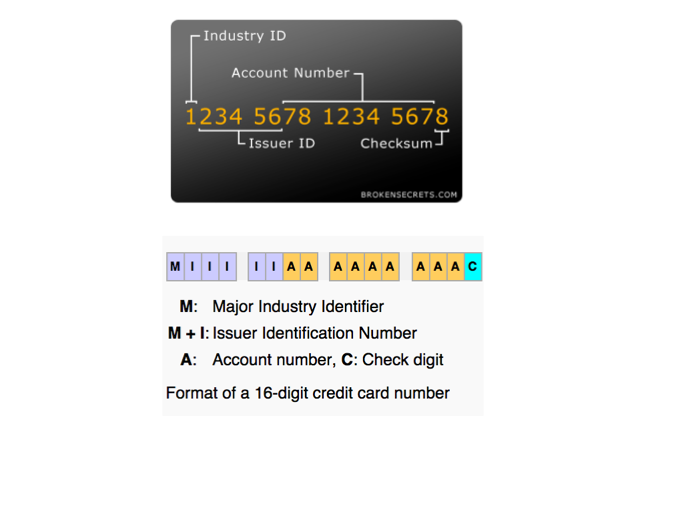 Industry ID
Account Number
1234 5678 1234 5678
Issuer ID Checksum
BROKENSECRETS.COM
M I I I I I A A A A A A A A A C
M: Major Industry Identifier
M + I: Issuer Identification Number
A: Account number, C: Check digit
Format of a 16-digit credit card number